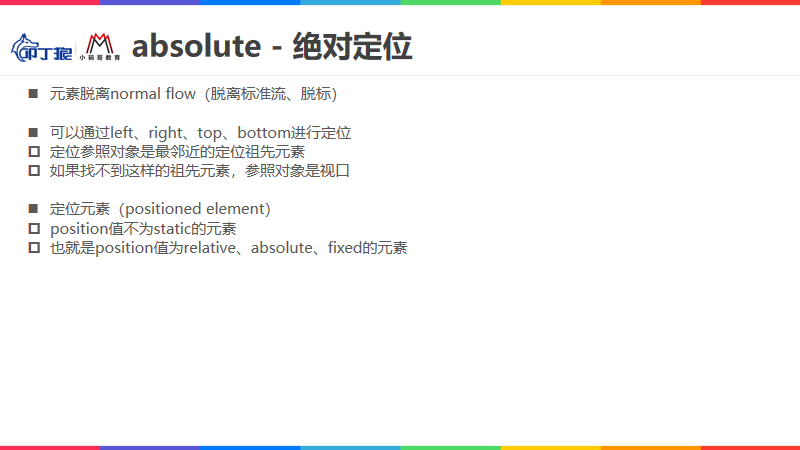 叩丁狼
小码哥教育
absolute - 绝对定位
元素脱离normal flow（脱离标准流、脱标）
可以通过left、right、top、bottom进行定位
定位参照对象是最邻近的定位祖先元素
如果找不到这样的祖先元素，参照对象是视口
定位元素（positioned element）
position值不为static的元素
也就是position值为relative、absolute、fixed的元素